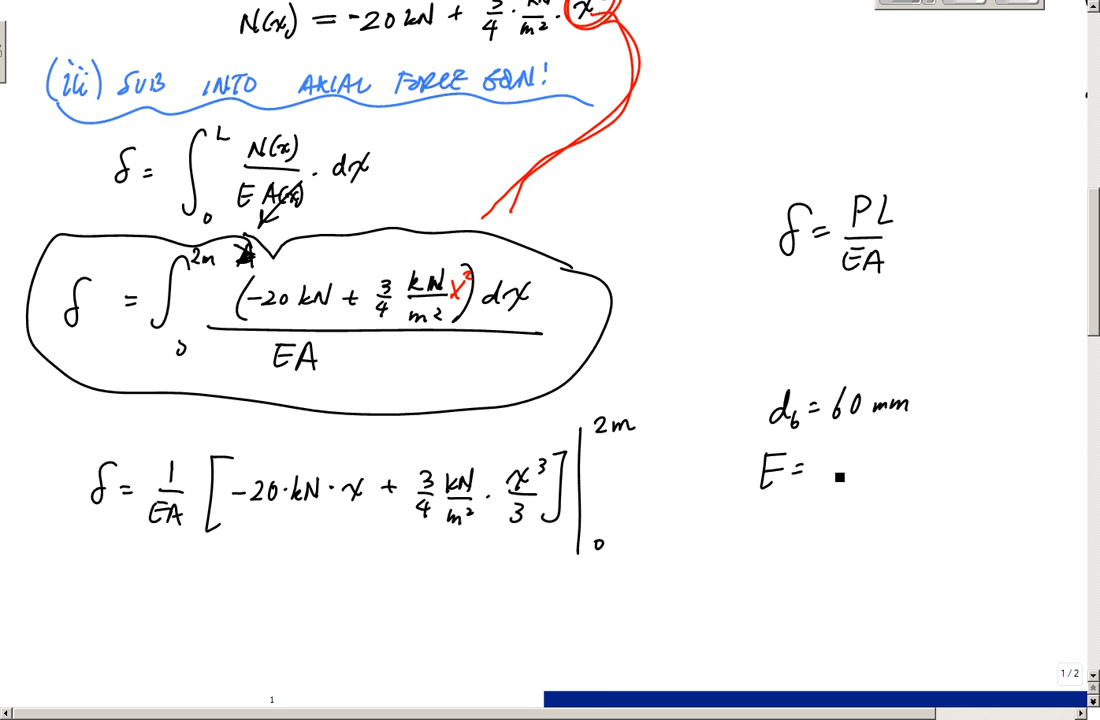 N(x) = -20 kN + 3/4 · kN/m² · x²
(iii) SUB INTO AXIAL FORCE EQN!
δ = ∫₀ᴸ N(x)/(E A(x)) · dx
δ = ∫₀²ᵐ (-20 kN + 3/4 kN/m² x²) dx / EA
δ = PL/EA
d₆ = 60 mm
E =
δ = 1/EA [-20·kN·x + 3/4 kN/m² · x³/3] |₀²ᵐ
1/2
1